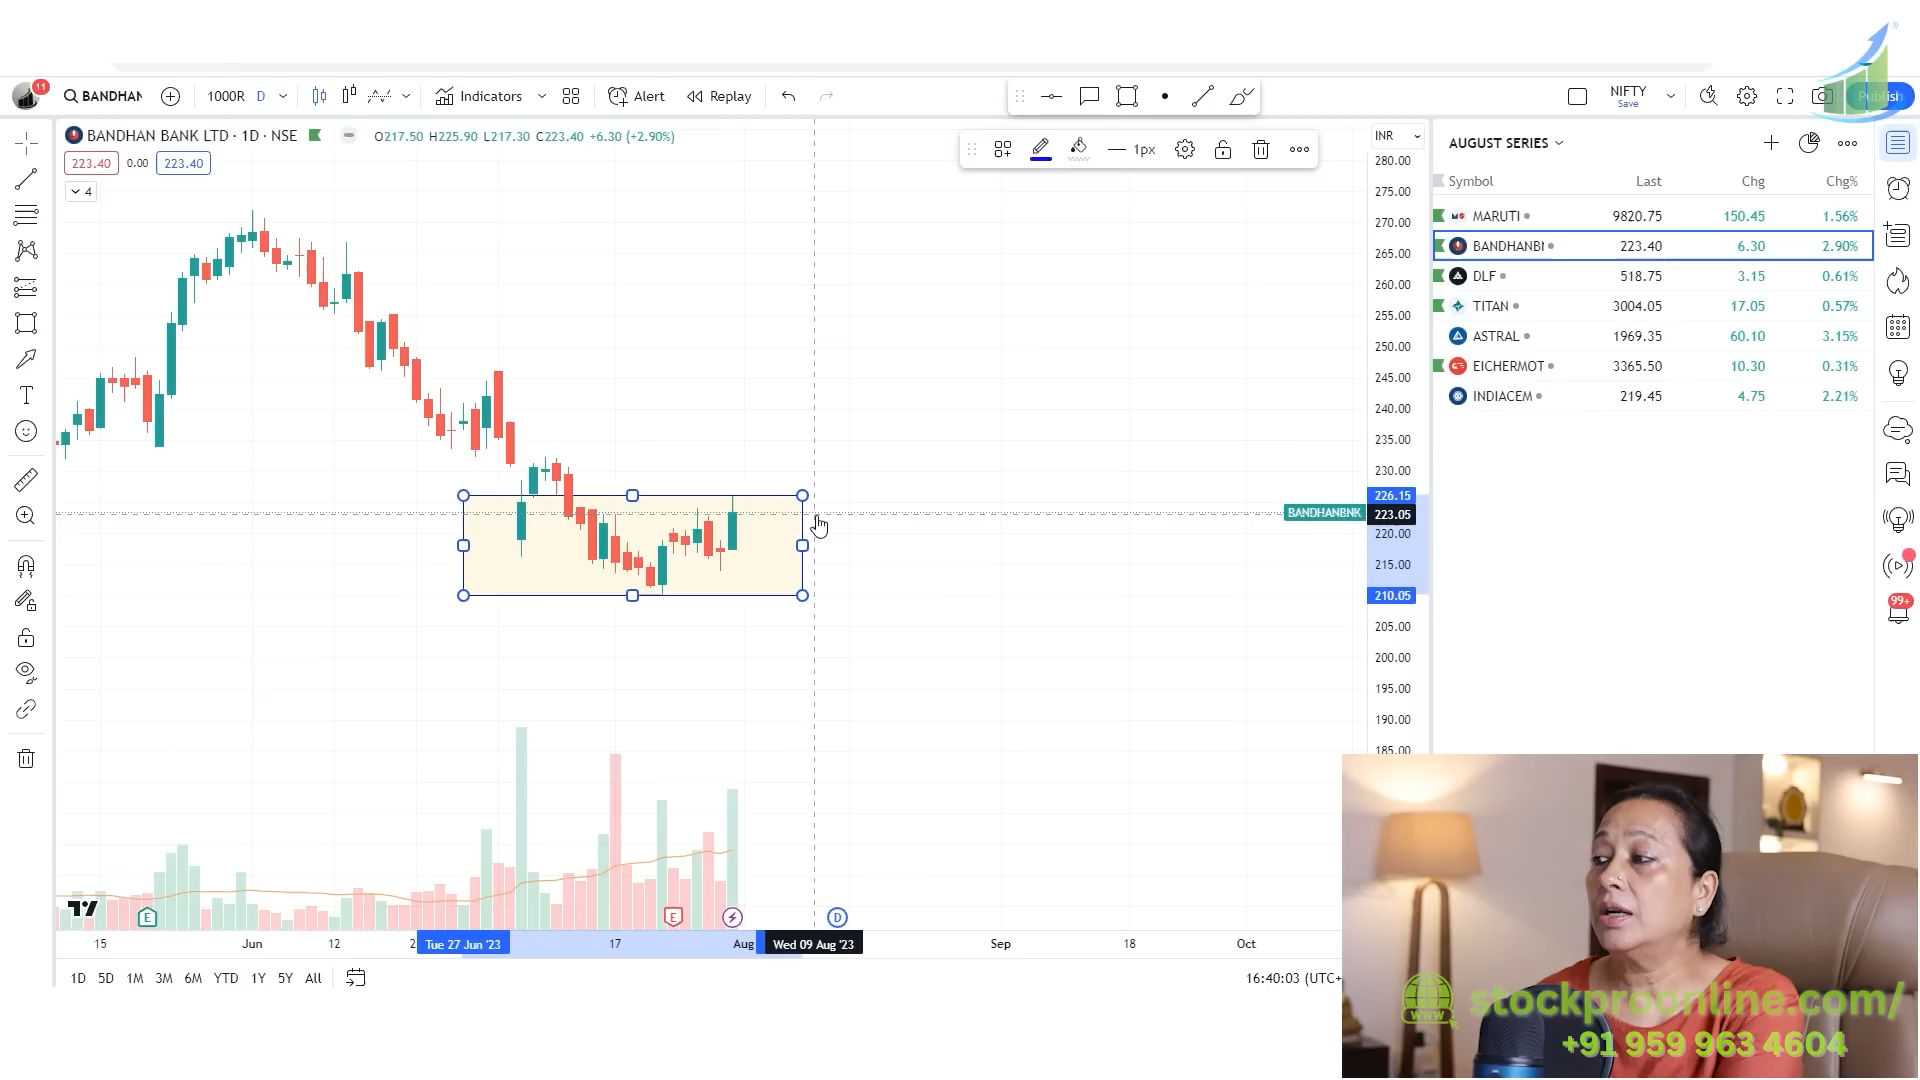 11
BANDHAN
1000R D
Indicators
Alert
Replay
NIFTY
Save
Publish
BANDHAN BANK LTD · 1D · NSE
O217.50 H225.90 L217.30 C223.40 +6.30 (+2.90%)
223.40 0.00 223.40
4
1px
INR
280.00
275.00
270.00
265.00
260.00
255.00
250.00
245.00
240.00
235.00
230.00
226.15
BANDHANBNK 223.05
220.00
215.00
210.05
205.00
200.00
195.00
190.00
185.00
AUGUST SERIES
Symbol Last Chg Chg%
MARUTI 9820.75 150.45 1.56%
BANDHANBI 223.40 6.30 2.90%
DLF 518.75 3.15 0.61%
TITAN 3004.05 17.05 0.57%
ASTRAL 1969.35 60.10 3.15%
EICHERMOT 3365.50 10.30 0.31%
INDIACEM 219.45 4.75 2.21%
99+
E E D
15 Jun 12 2 Tue 27 Jun '23 17 Aug Wed 09 Aug '23 Sep 18 Oct
1D 5D 1M 3M 6M YTD 1Y 5Y All
16:40:03 (UTC+
www
stockproonline.com/
+91 959 963 4604